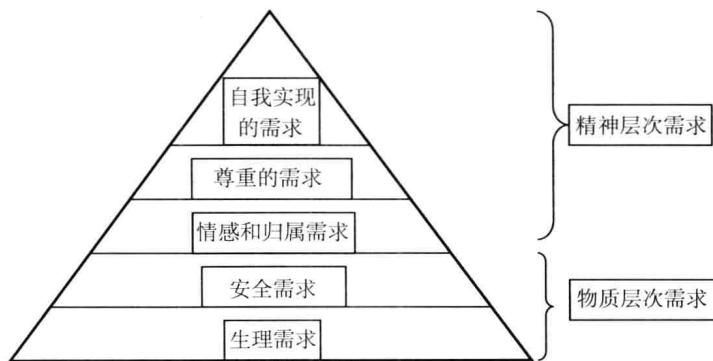 自我实现
的需求
精神层次需求
尊重的需求
情感和归属需求
安全需求
物质层次需求
生理需求